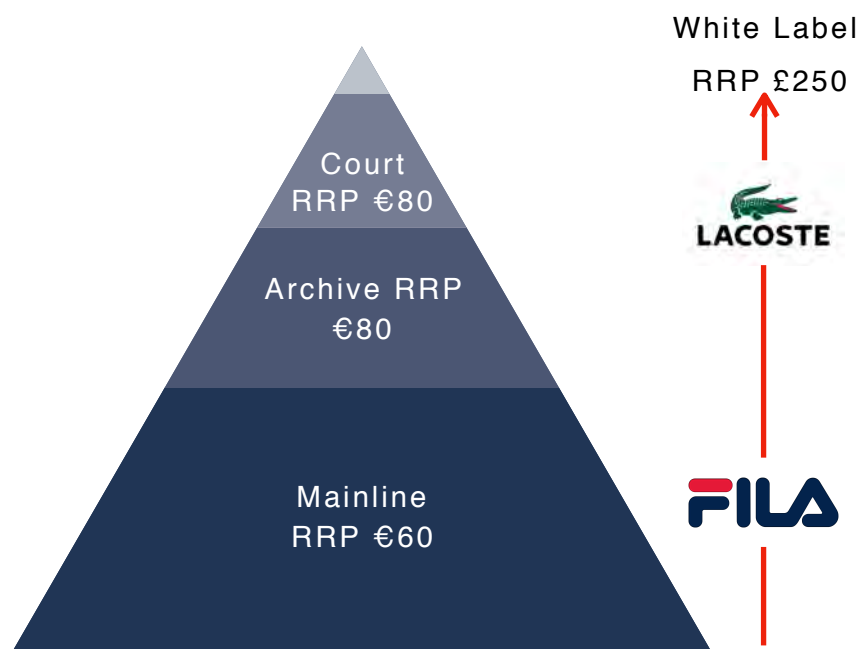 White Label
RRP £250
Court
RRP €80
LACOSTE
Archive RRP
€80
FILA
Mainline
RRP €60